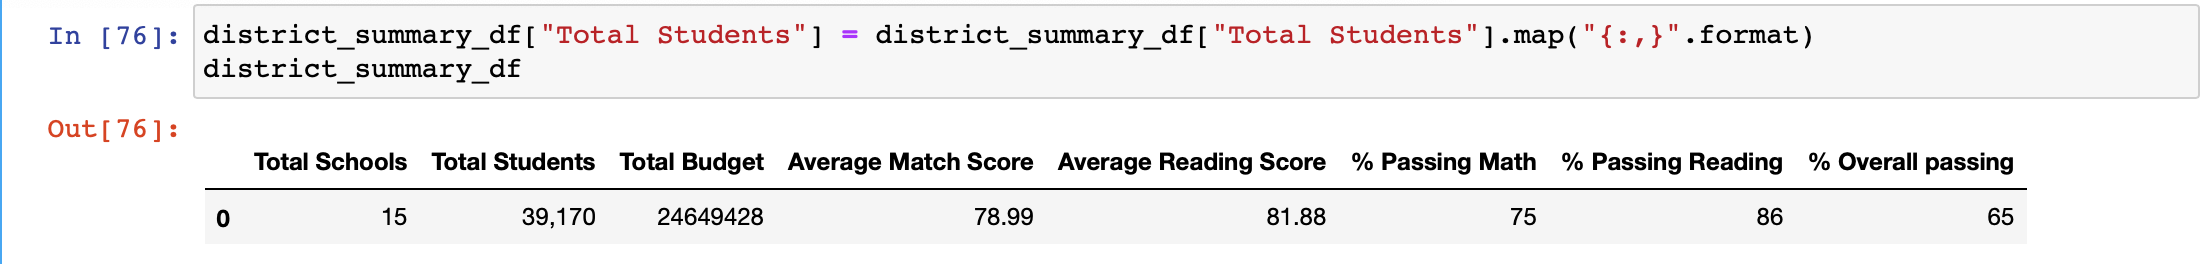 In [76]: district_summary_df["Total Students"] = district_summary_df["Total Students"].map("{:,}".format)
district_summary_df
Out[76]:
Total Schools Total Students Total Budget Average Match Score Average Reading Score % Passing Math % Passing Reading % Overall passing
0 15 39,170 24649428 78.99 81.88 75 86 65